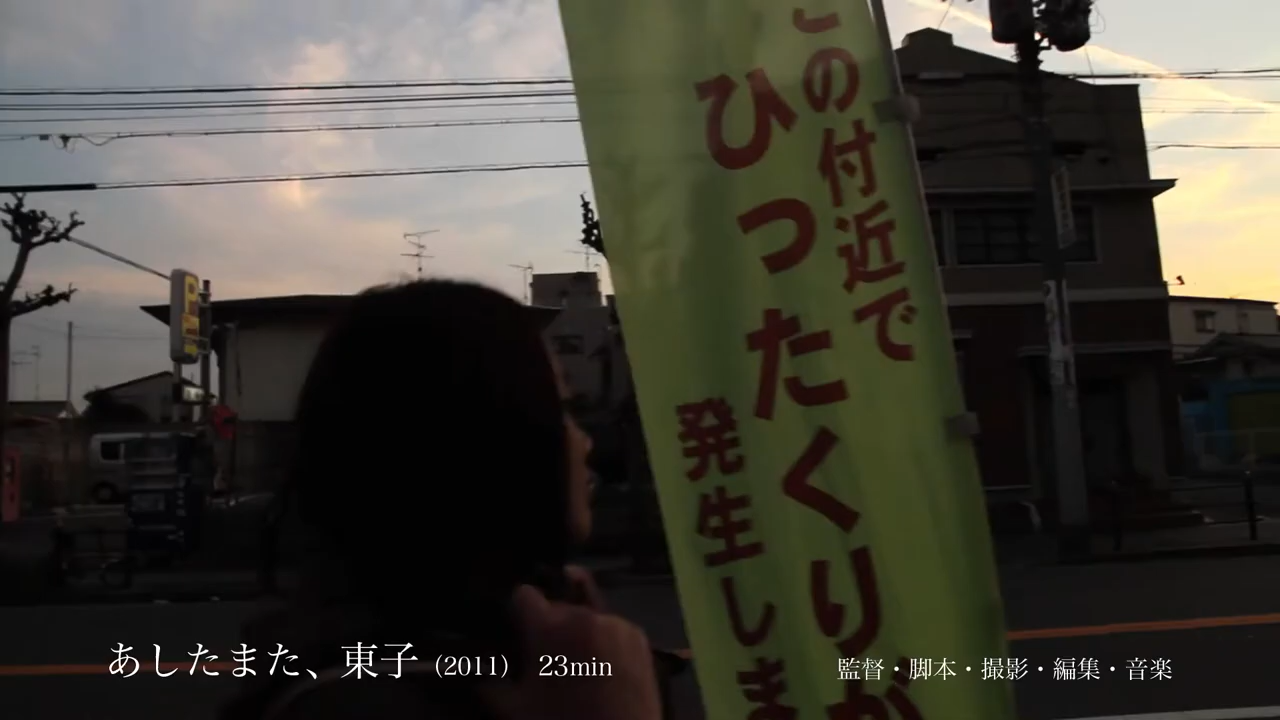 この付近で
ひったくりが
発生しま
あしたまた、東子（2011） 23min
監督・脚本・撮影・編集・音楽